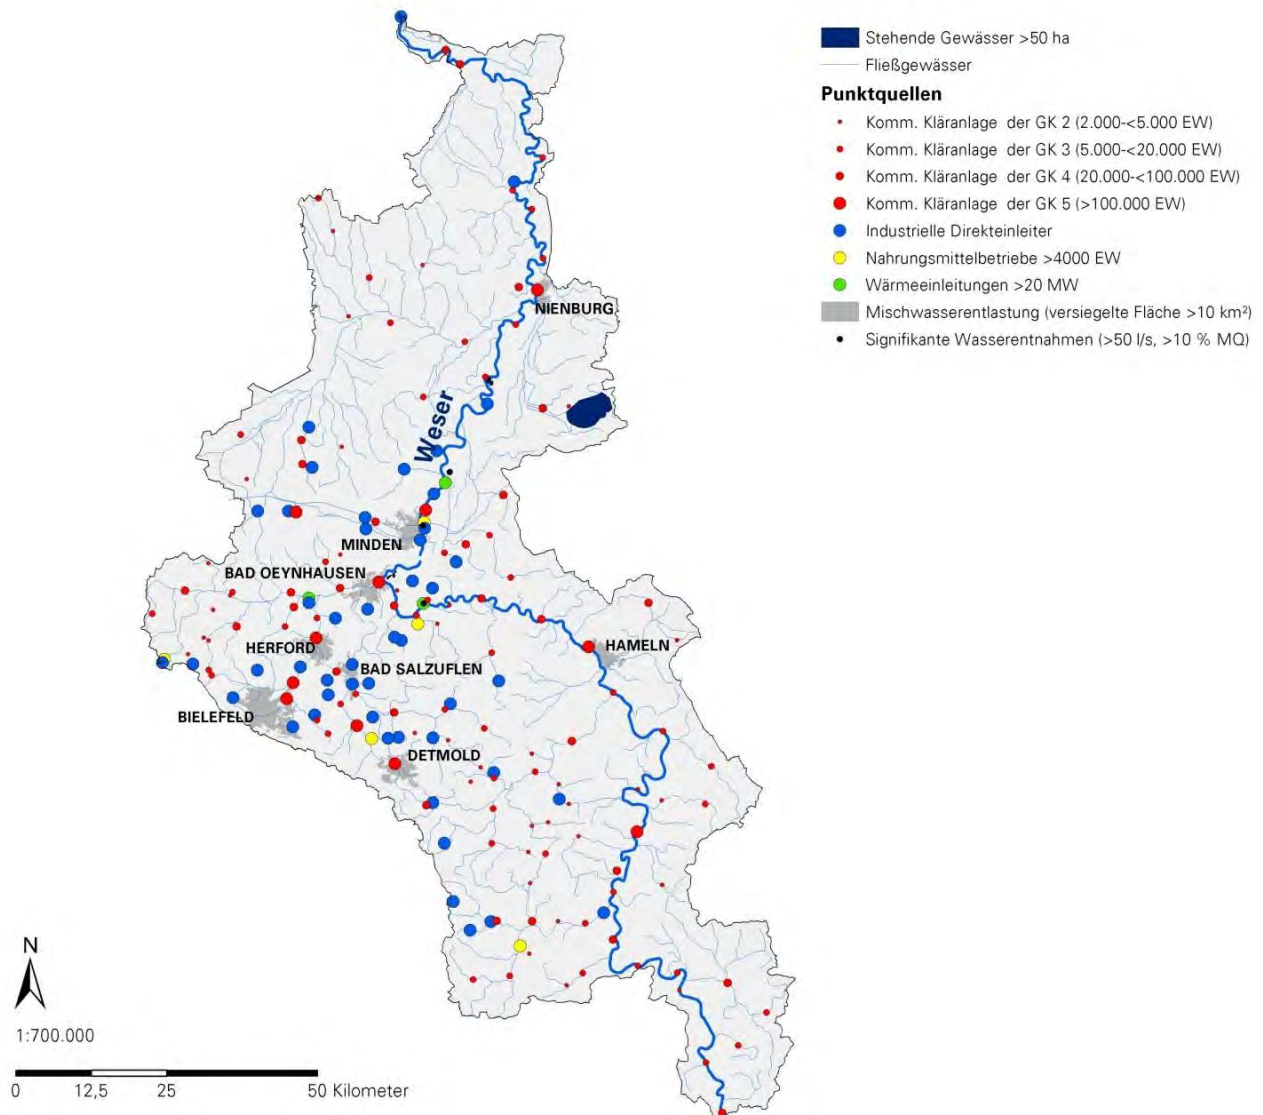 Stehende Gewässer >50 ha
Fließgewässer
Punktquellen
Komm. Kläranlage der GK 2 (2.000-<5.000 EW)
Komm. Kläranlage der GK 3 (5.000-<20.000 EW)
Komm. Kläranlage der GK 4 (20.000-<100.000 EW)
Komm. Kläranlage der GK 5 (>100.000 EW)
Industrielle Direkteinleiter
Nahrungsmittelbetriebe >4000 EW
Wärmeeinleitungen >20 MW
Mischwasserentlastung (versiegelte Fläche >10 km²)
Signifikante Wasserentnahmen (>50 l/s, >10 % MQ)
NIENBURG
Weser
MINDEN
BAD OEYNHAUSEN
HERFORD
HAMELN
BAD SALZUFLEN
BIELEFELD
DETMOLD
N
1:700.000
0 12,5 25 50 Kilometer